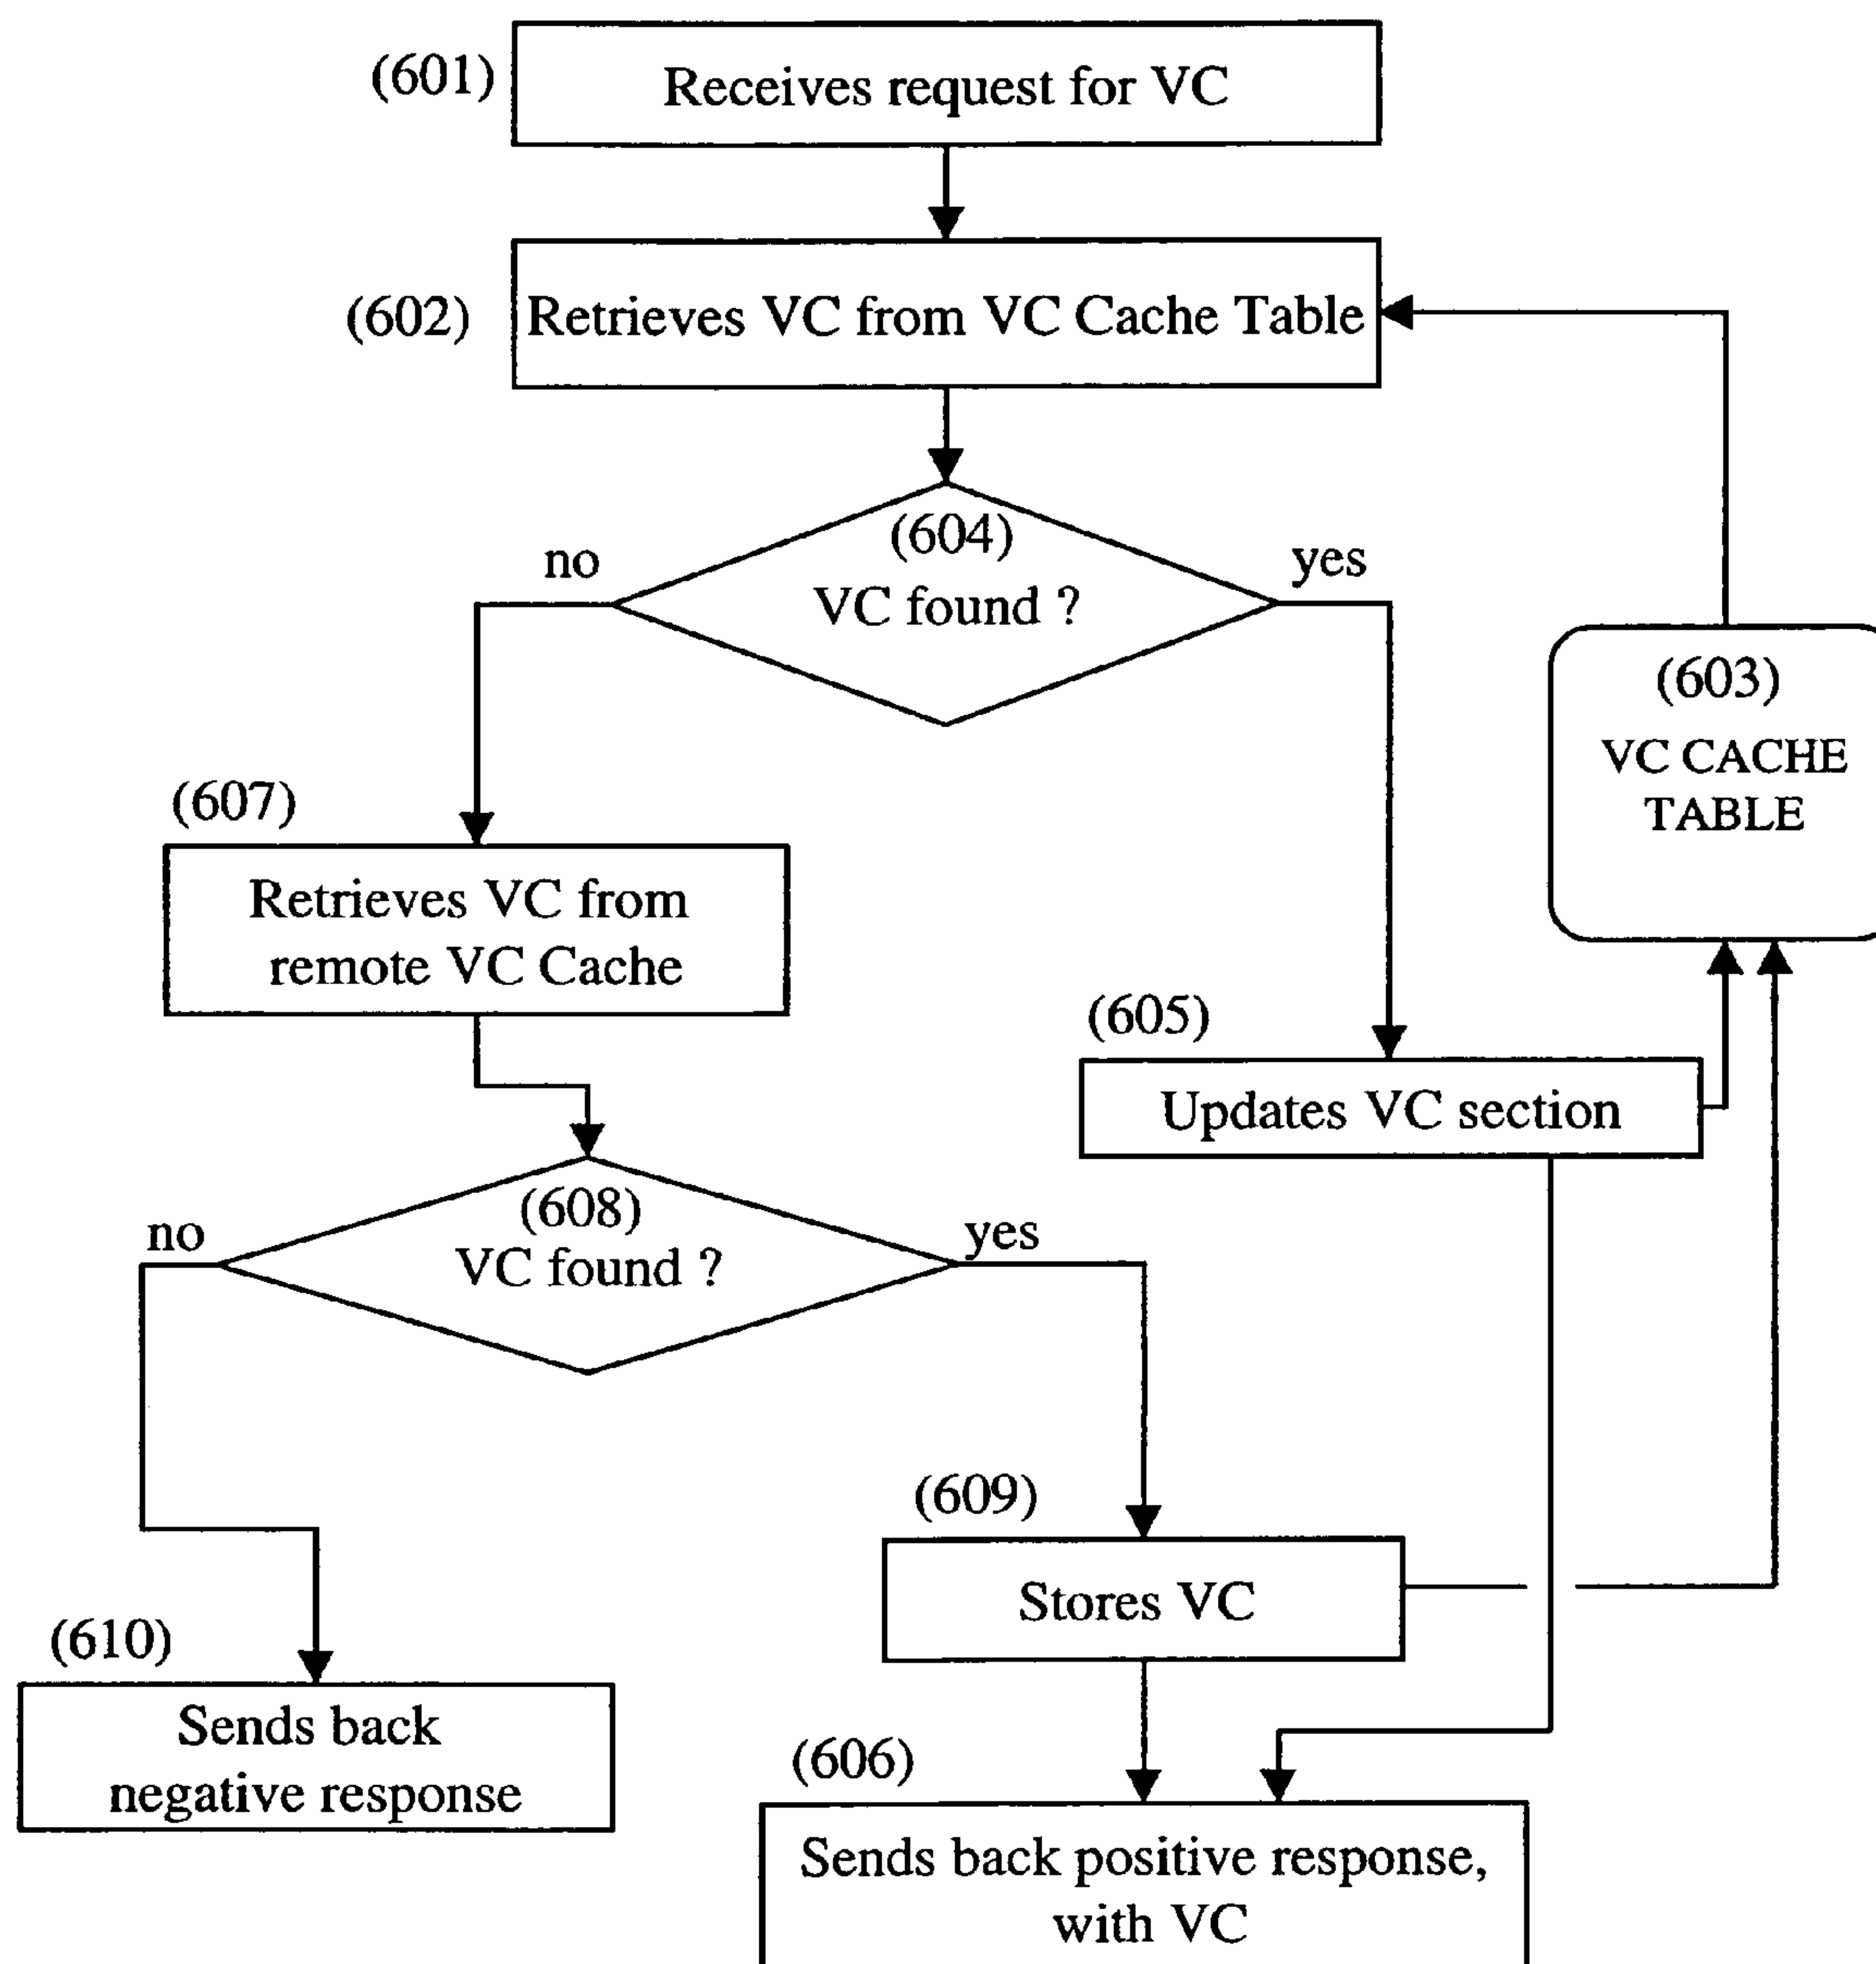 (601)
Receives request for VC
(602)
Retrieves VC from VC Cache Table
(604)
no
yes
VC found ?
(603)
VC CACHE
TABLE
(607)
Retrieves VC from
remote VC Cache
(605)
Updates VC section
(608)
no
yes
VC found ?
(609)
Stores VC
(610)
Sends back
negative response
(606)
Sends back positive response,
with VC